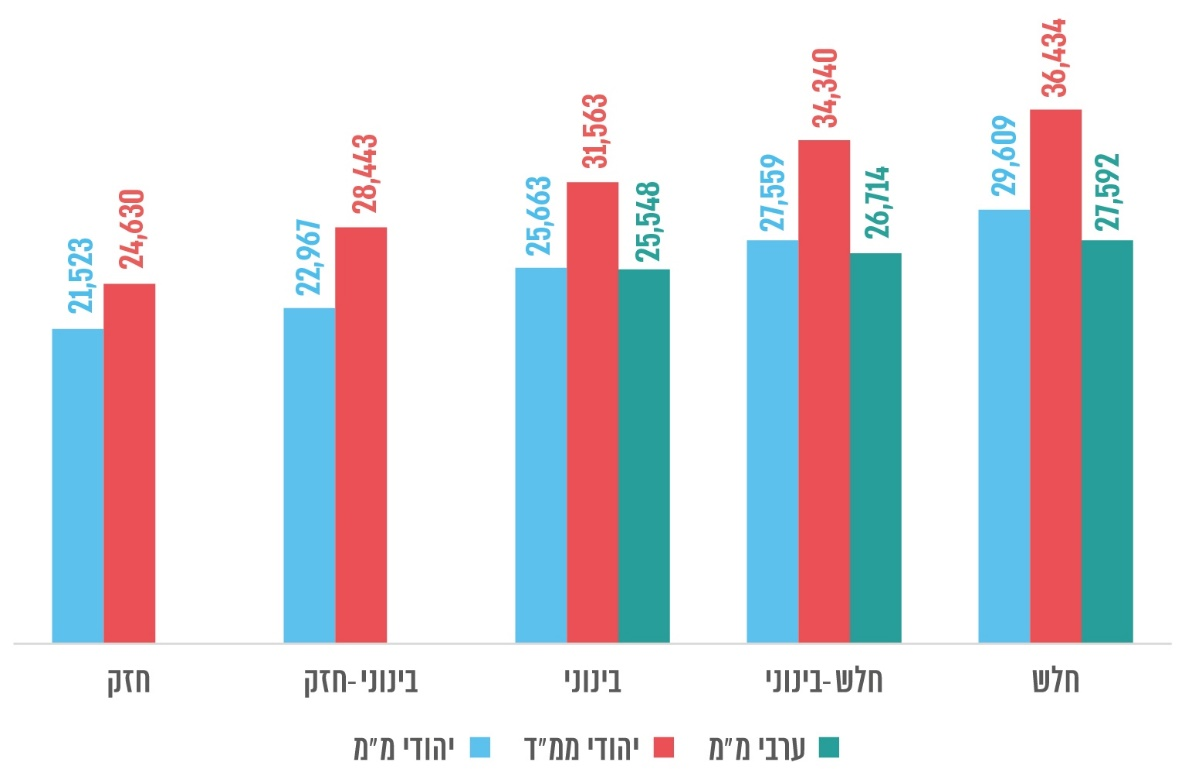 21,523
24,630
22,967
28,443
25,663
31,563
25,548
27,559
34,340
26,714
29,609
36,434
27,592
חלש
חלש-בינוני
בינוני
בינוני-חזק
חזק
ערבי מ"מ
יהודי ממ"ד
יהודי מ"מ